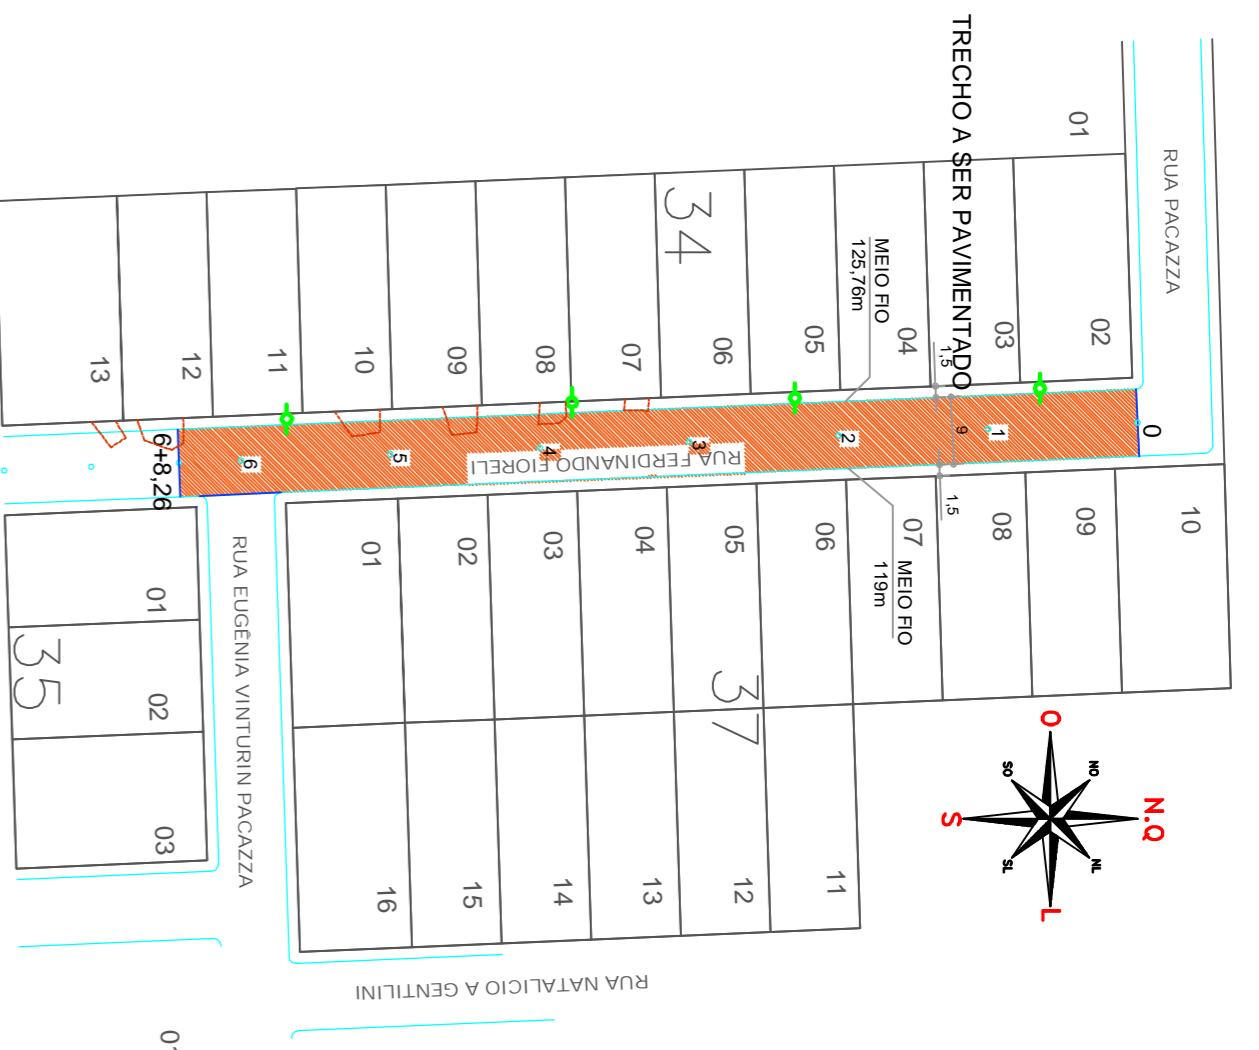 TRECHO A SER PAVIMENTADO
RUA PACAZZA
01
02
03
04
05
06
07
08
09
10
11
12
13
34
MEIO FIO
125,76m
1,5
9
1,5
0
1
2
3
4
5
6
6+8,26
RUA FERDINANDO FIORELI
MEIO FIO
119m
10
09
08
07
06
05
04
03
02
01
37
11
12
13
14
15
16
RUA EUGÊNIA VINTURIN PACAZZA
01
02
03
35
RUA NATALICIO A GENTILINI
N.Q
NO
NL
O
L
SO
SL
S